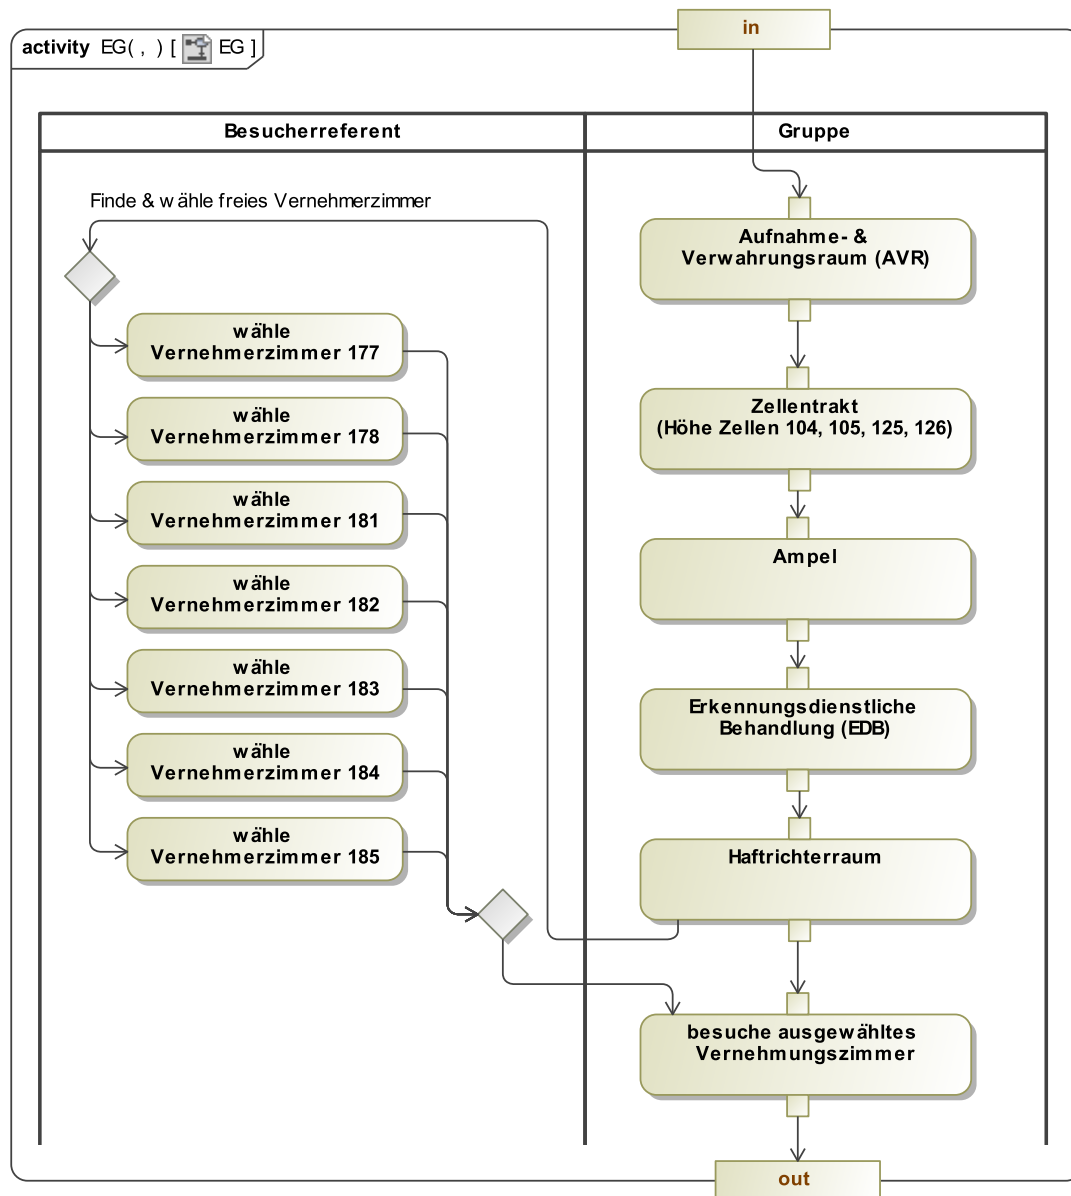 activity EG( , ) [ EG ]
in
Besucherreferent
Gruppe
Finde & wähle freies Vernehmerzimmer
wähle
Vernehmerzimmer 177
wähle
Vernehmerzimmer 178
wähle
Vernehmerzimmer 181
wähle
Vernehmerzimmer 182
wähle
Vernehmerzimmer 183
wähle
Vernehmerzimmer 184
wähle
Vernehmerzimmer 185
Aufnahme- &
Verwahrungsraum (AVR)
Zellentrakt
(Höhe Zellen 104, 105, 125, 126)
Ampel
Erkennungsdienstliche
Behandlung (EDB)
Haftrichterraum
besuche ausgewähltes
Vernehmungszimmer
out